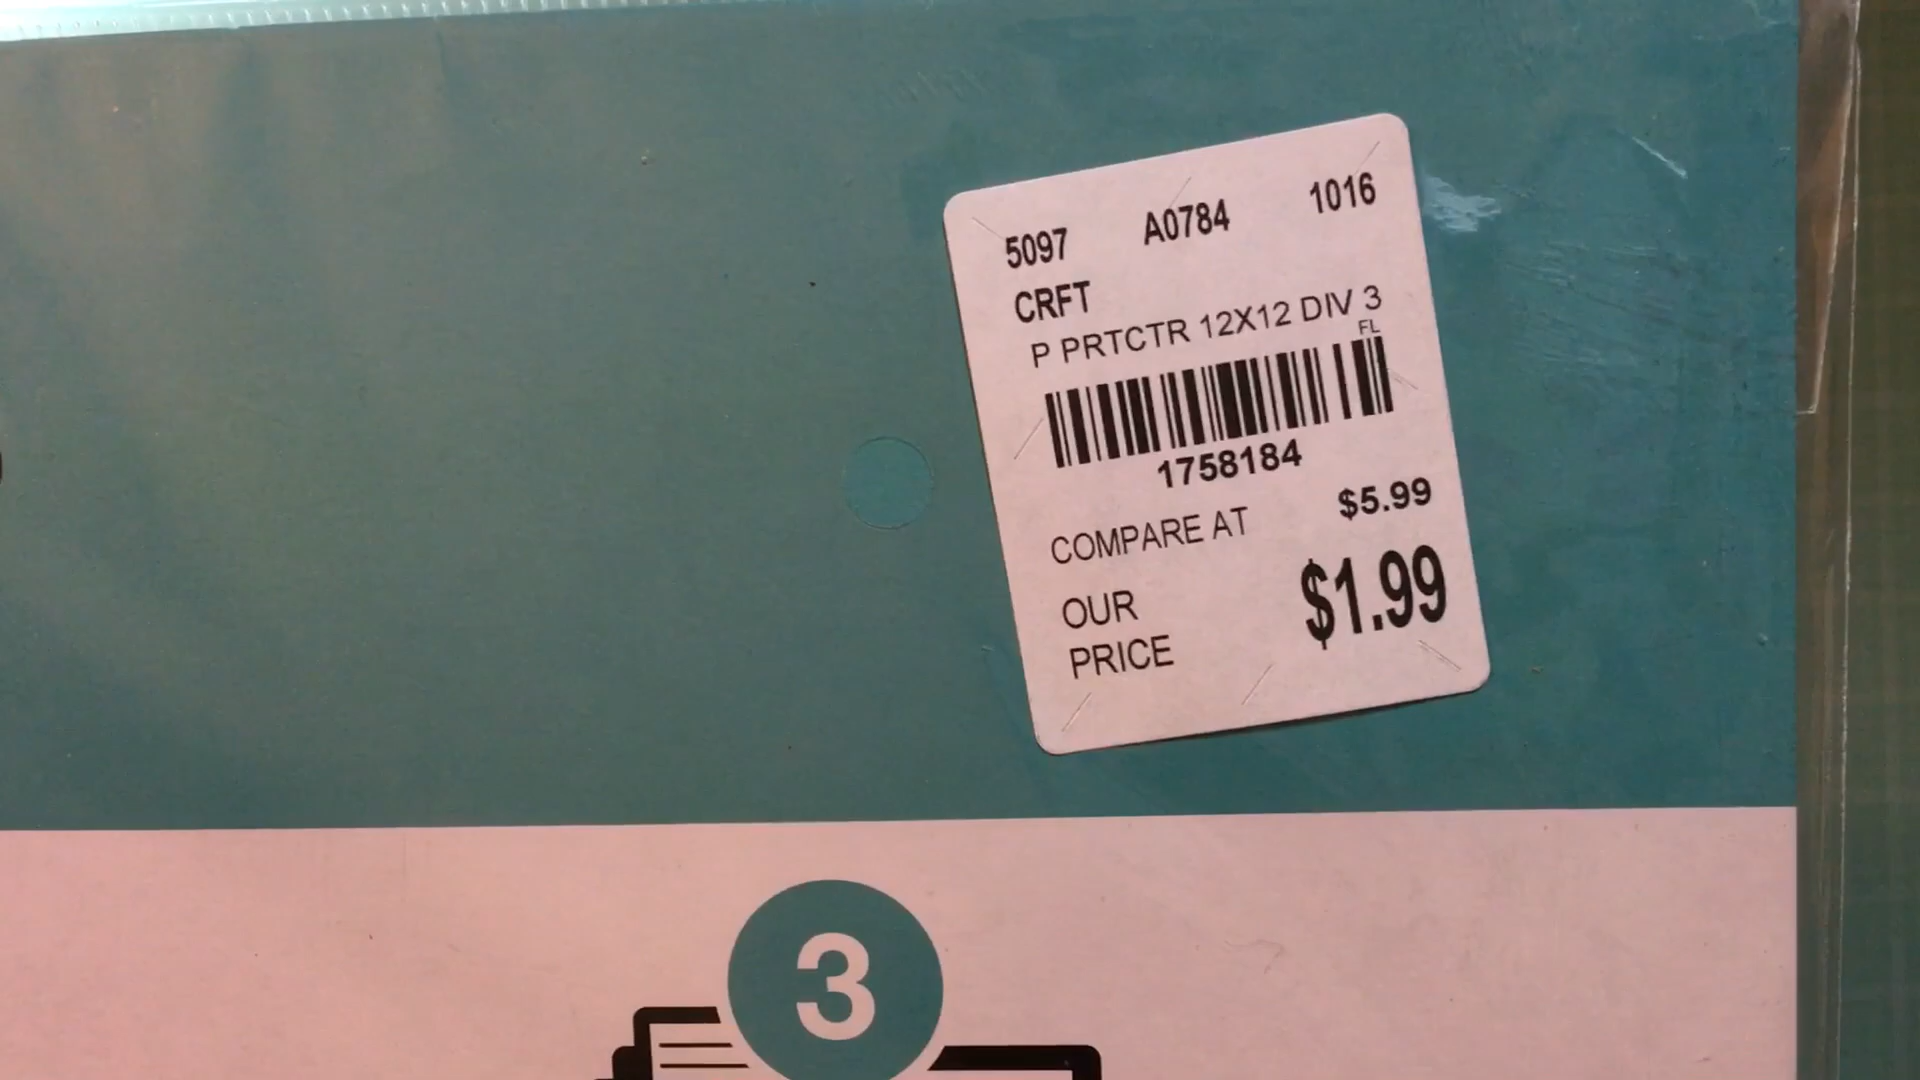 5097 A0784 1016
CRFT
P PRTCTR 12X12 DIV 3
FL
1758184
COMPARE AT $5.99
OUR
PRICE $1.99
3